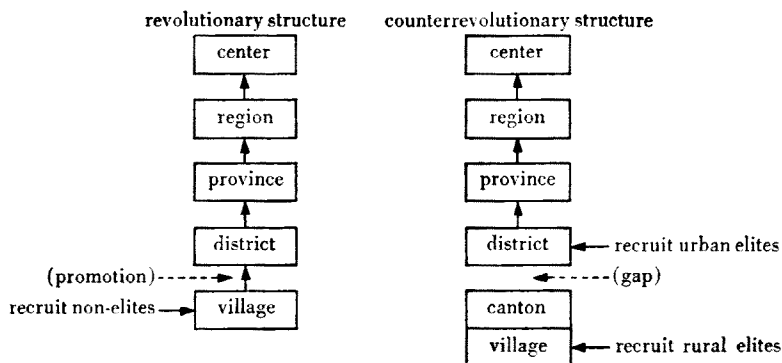 revolutionary structure
center
region
province
district
(promotion)
recruit non-elites
village
counterrevolutionary structure
center
region
province
district
recruit urban elites
(gap)
canton
village
recruit rural elites